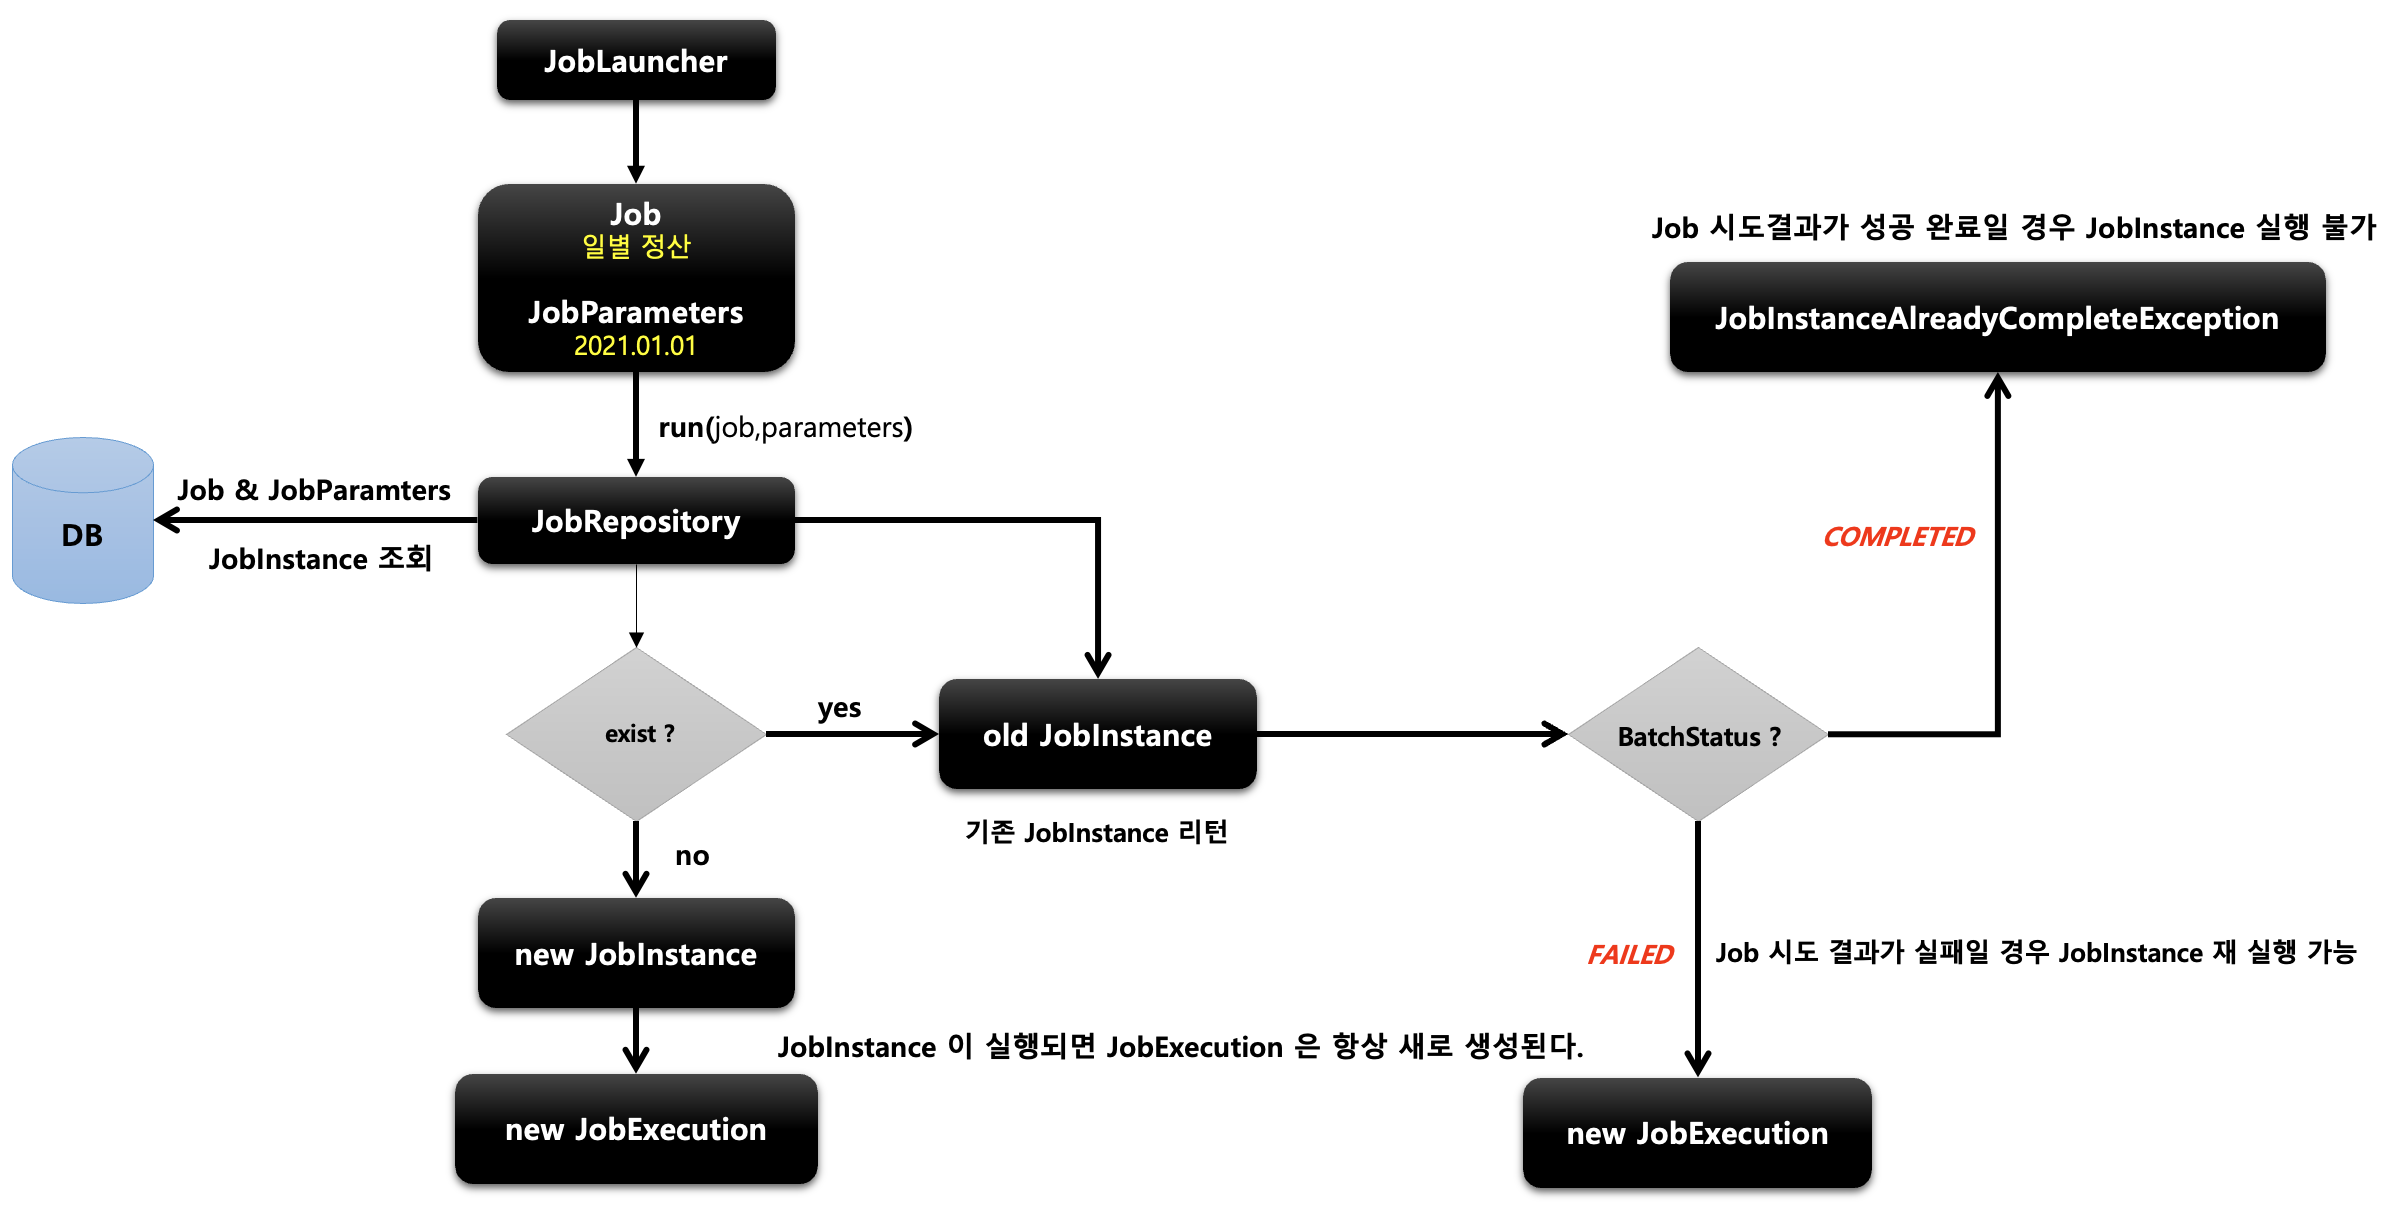 JobLauncher
Job
일별 정산
JobParameters
2021.01.01
run(job,parameters)
Job & JobParamters
JobInstance 조회
DB
JobRepository
exist ?
yes
no
old JobInstance
기존 JobInstance 리턴
new JobInstance
new JobExecution
JobInstance 이 실행되면 JobExecution 은 항상 새로 생성된다.
BatchStatus ?
COMPLETED
Job 시도결과가 성공 완료일 경우 JobInstance 실행 불가
JobInstanceAlreadyCompleteException
FAILED
Job 시도 결과가 실패일 경우 JobInstance 재 실행 가능
new JobExecution